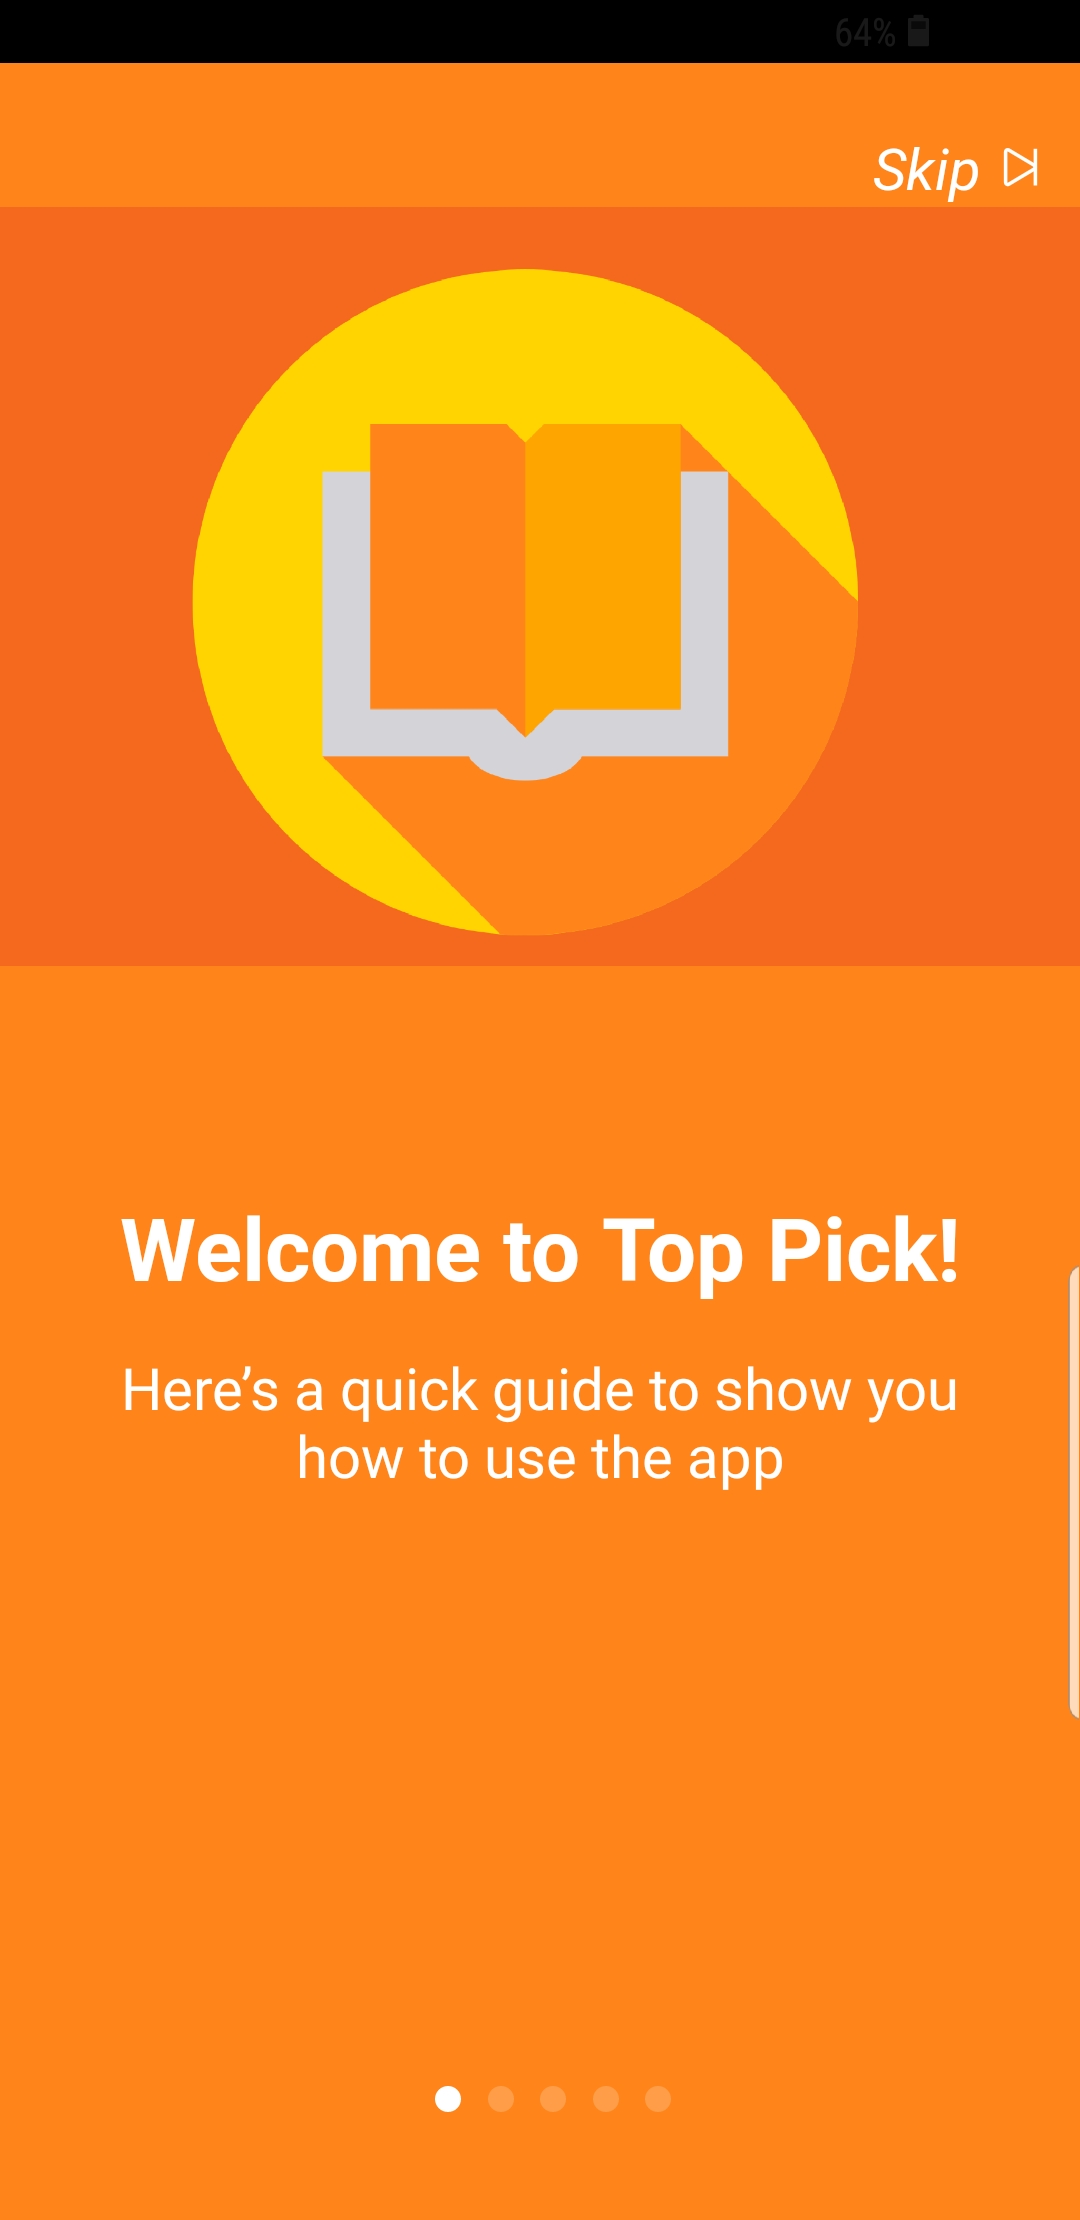 64%
Skip
Welcome to Top Pick!
Here’s a quick guide to show you
how to use the app